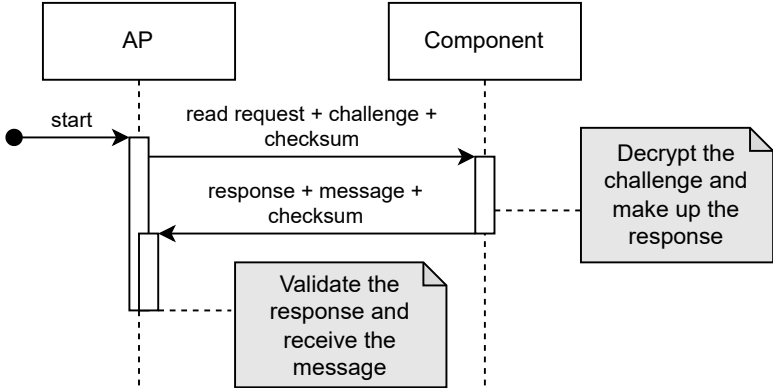 AP
Component
start
read request + challenge +
checksum
Decrypt the
challenge and
make up the
response
response + message +
checksum
Validate the
response and
receive the
message